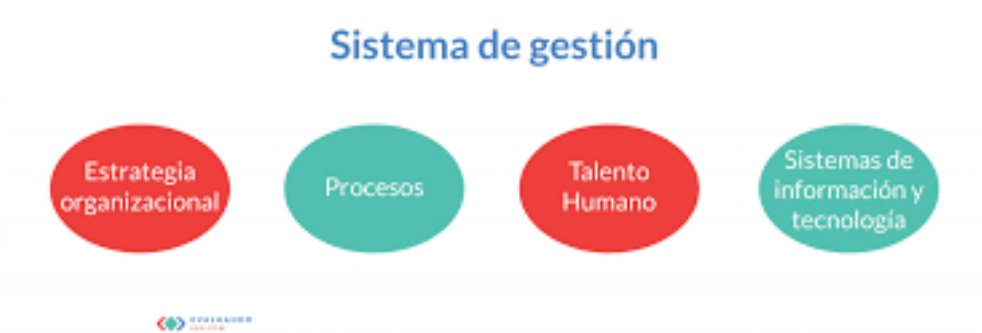 Sistema de gestión
Estrategia
organizacional
Procesos
Talento
Humano
Sistemas de
información y
tecnología